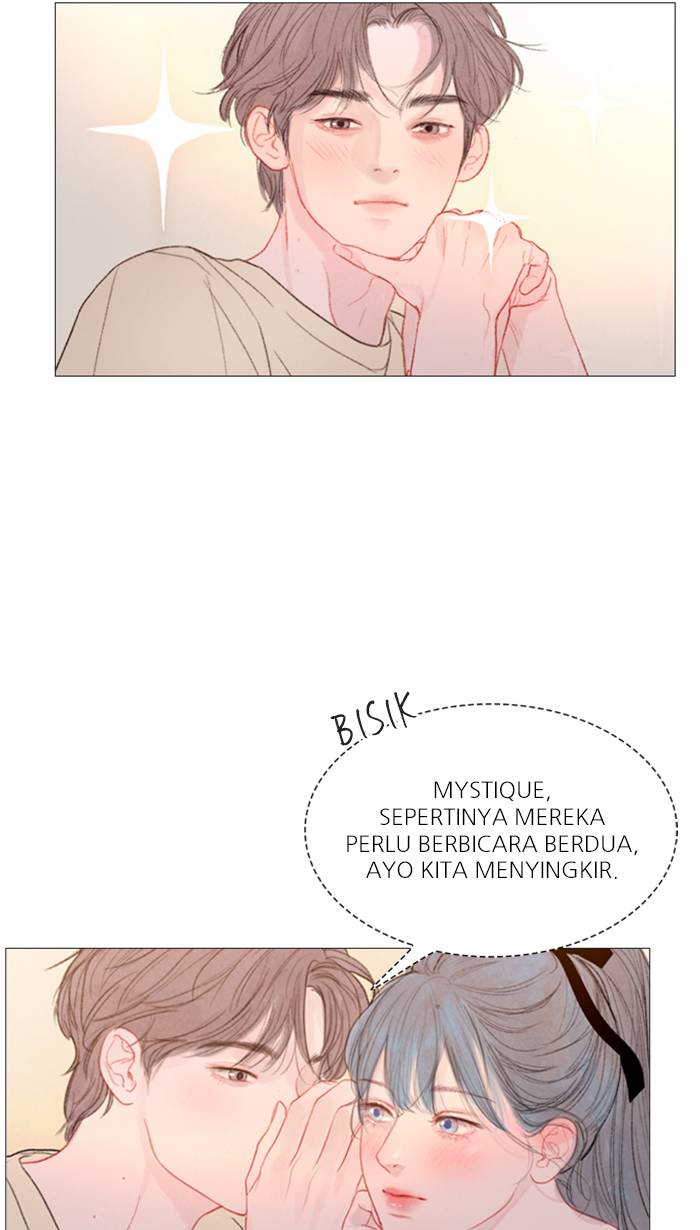 BISIK
MYSTIQUE,
SEPERTINYA MEREKA
PERLU BERBICARA BERDUA,
AYO KITA MENYINGKIR.